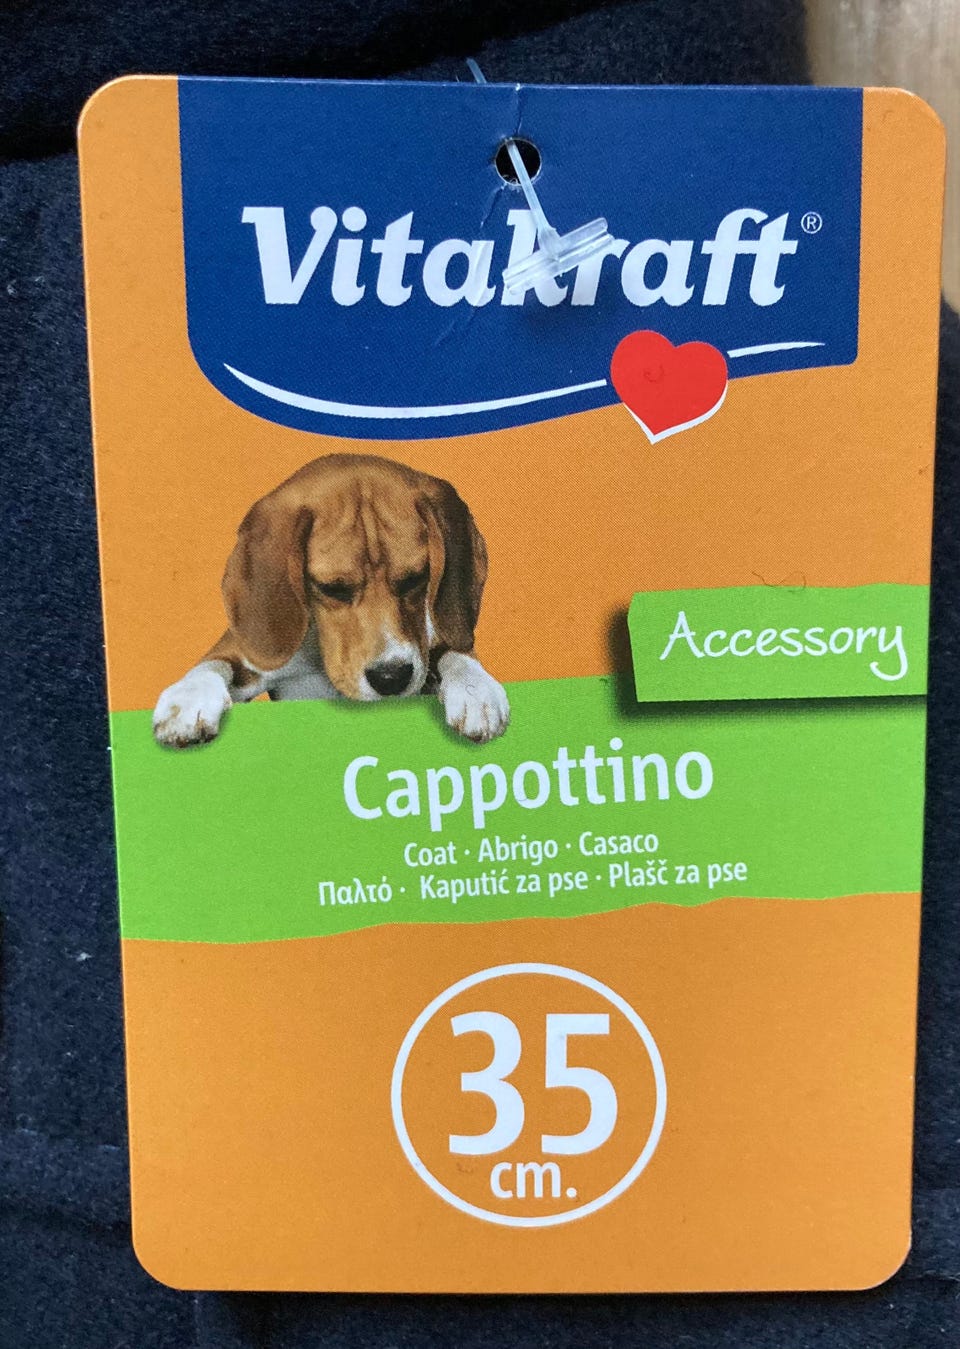 Vitakraft®
Accessory
Cappottino
Coat · Abrigo · Casaco
Παλτό · Kaputić za pse · Plašč za pse
35
cm.